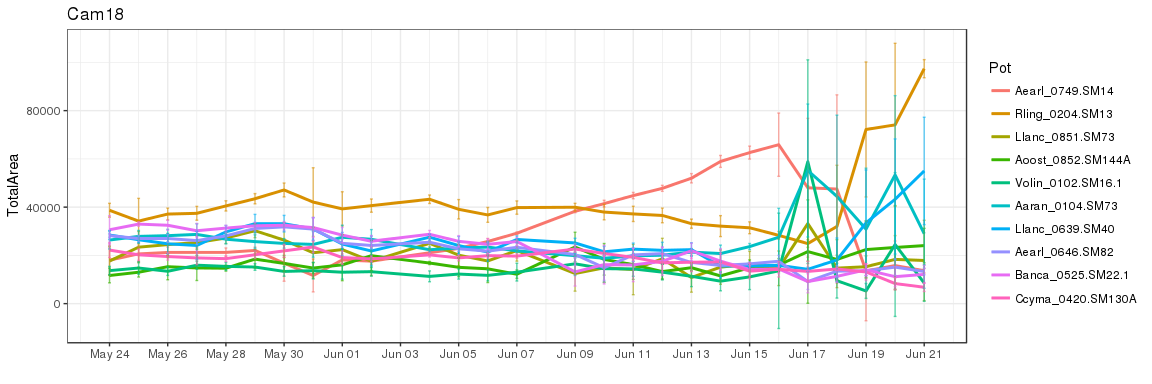 Cam18
TotalArea
80000
40000
0
May 24 May 26 May 28 May 30 Jun 01 Jun 03 Jun 05 Jun 07 Jun 09 Jun 11 Jun 13 Jun 15 Jun 17 Jun 19 Jun 21
Pot
Aearl_0749.SM14
Rling_0204.SM13
Llanc_0851.SM73
Aoost_0852.SM144A
Volin_0102.SM16.1
Aaran_0104.SM73
Llanc_0639.SM40
Aearl_0646.SM82
Banca_0525.SM22.1
Ccyma_0420.SM130A